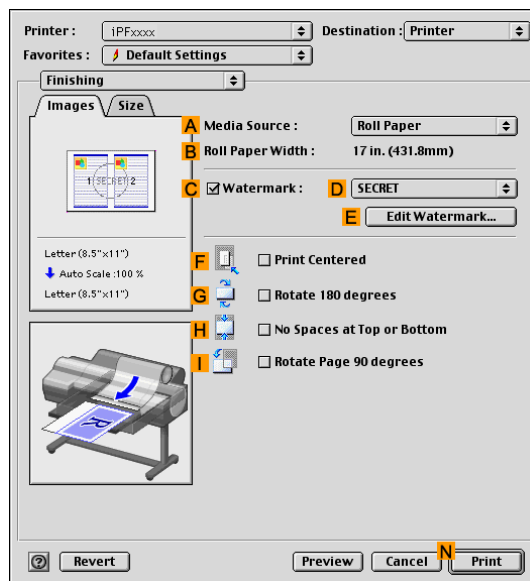 Printer : iPFxxxx Destination : Printer
Favorites : Default Settings
Finishing
Images Size
A Media Source : Roll Paper
B Roll Paper Width : 17 in. (431.8mm)
1 SECRET 2
C Watermark : D SECRET
E Edit Watermark...
Letter (8.5"x11")
F Print Centered
Auto Scale :100 %
Letter (8.5"x11")
G Rotate 180 degrees
H No Spaces at Top or Bottom
I Rotate Page 90 degrees
R
N
? Revert Preview Cancel Print